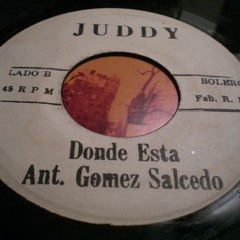 JUDDY
LADO B
BOLERO
45 R P M
Fab. R.
Donde Esta
Ant. Gomez Salcedo